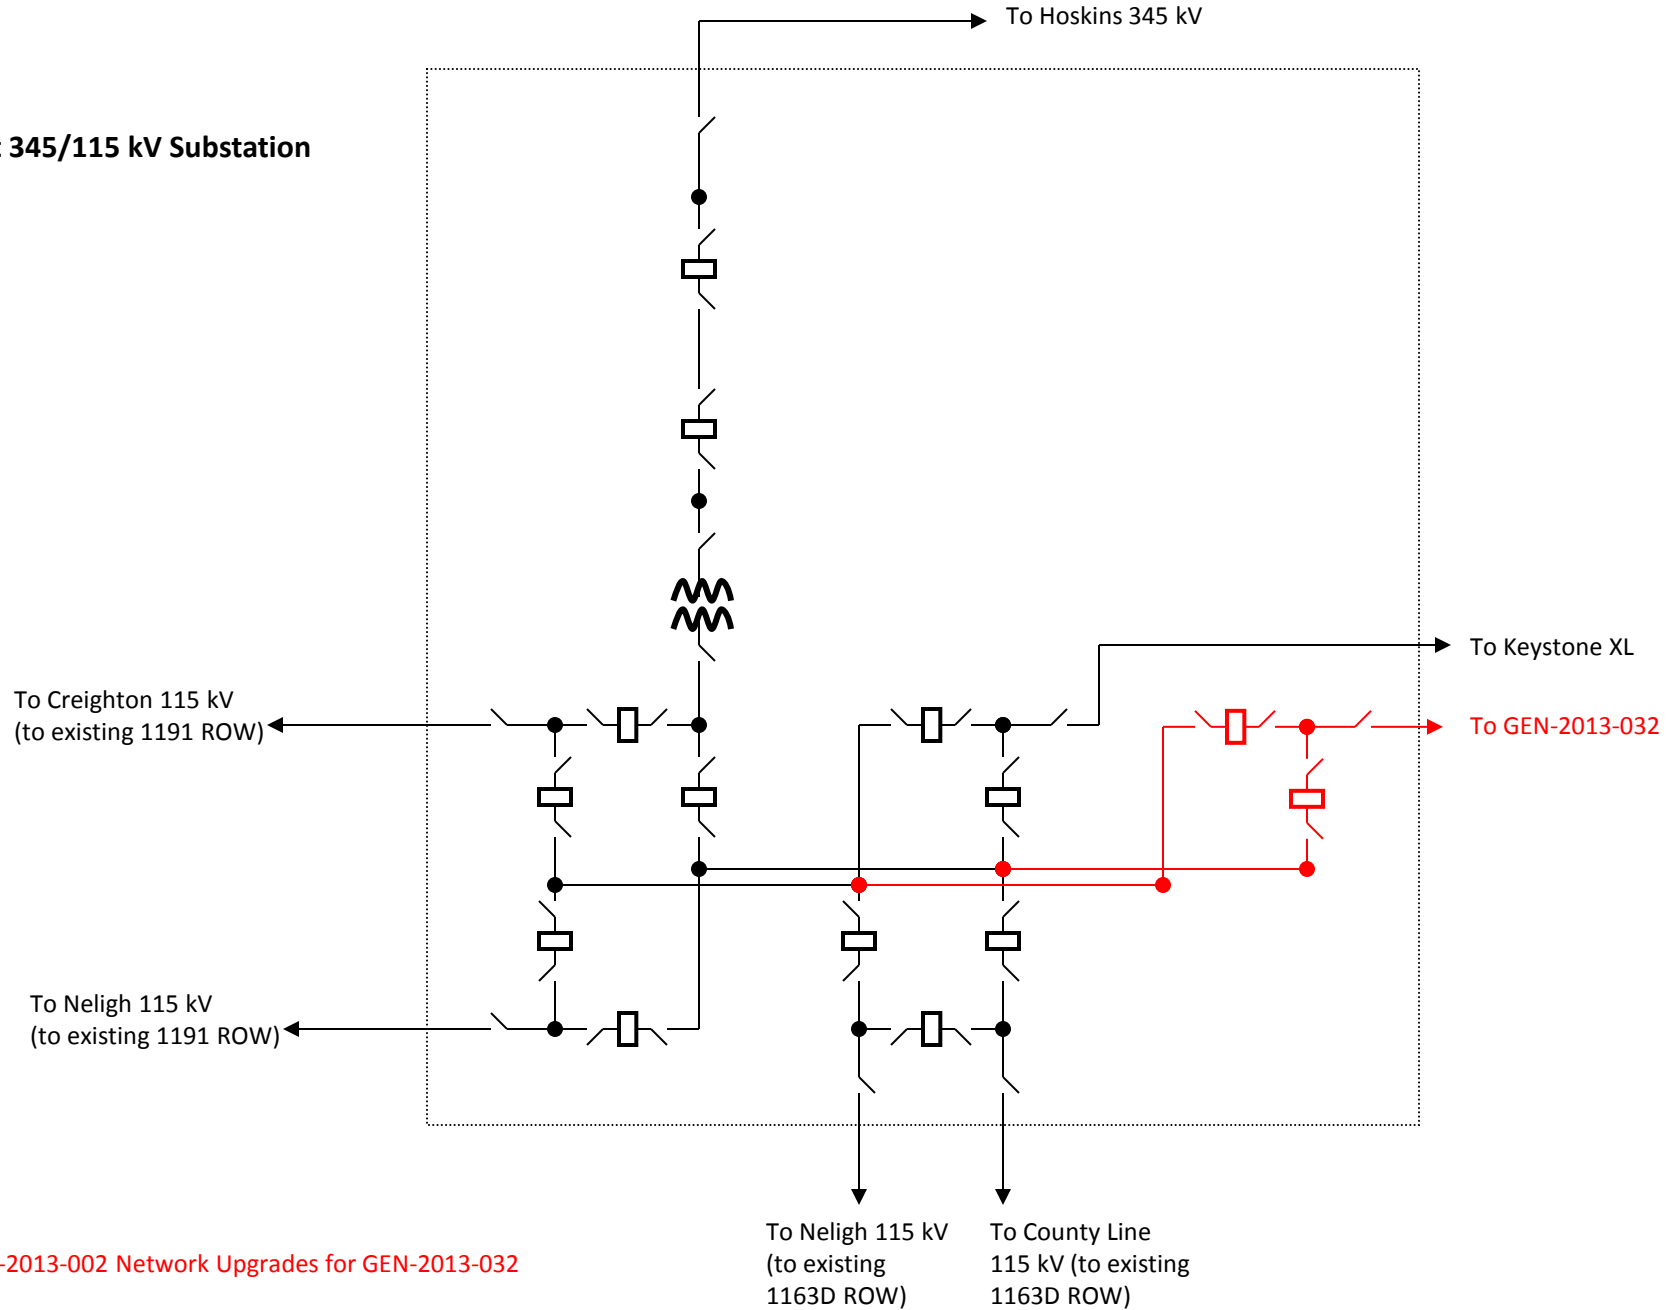 To Hoskins 345 kV
345/115 kV Substation
To Keystone XL
To Creighton 115 kV
(to existing 1191 ROW)
To GEN-2013-032
To Neligh 115 kV
(to existing 1191 ROW)
To Neligh 115 kV
(to existing
1163D ROW)
To County Line
115 kV (to existing
1163D ROW)
-2013-002 Network Upgrades for GEN-2013-032